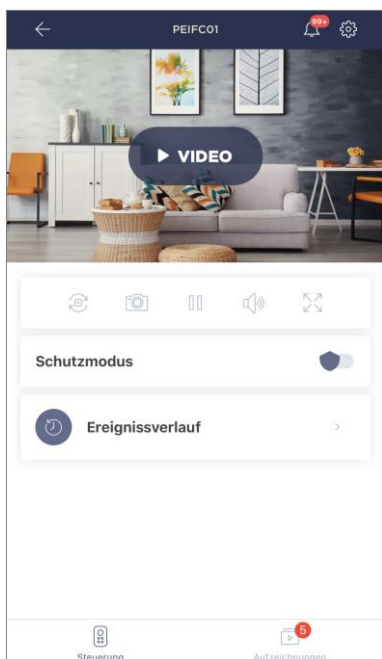 PEIFC01
99+
VIDEO
Schutzmodus
Ereignisverlauf
5
Steuerung
Aufzeichnungen